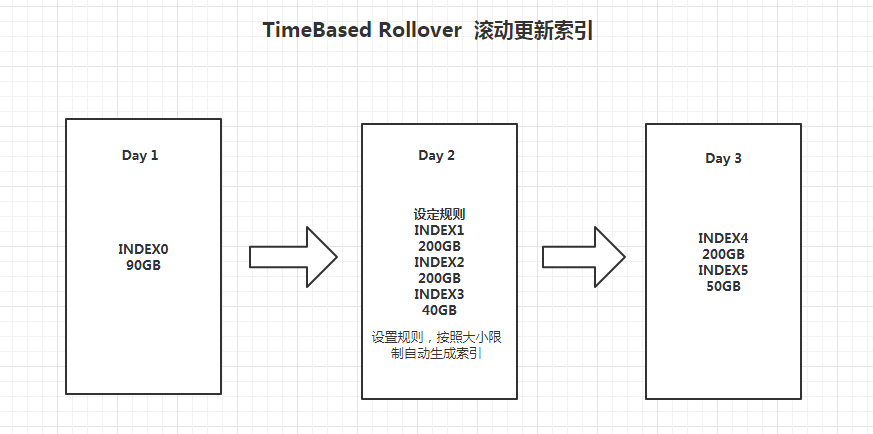 TimeBased Rollover 滚动更新索引
Day 1
INDEX0
90GB
Day 2
设定规则
INDEX1
200GB
INDEX2
200GB
INDEX3
40GB
设置规则，按照大小限
制自动生成索引
Day 3
INDEX4
200GB
INDEX5
50GB